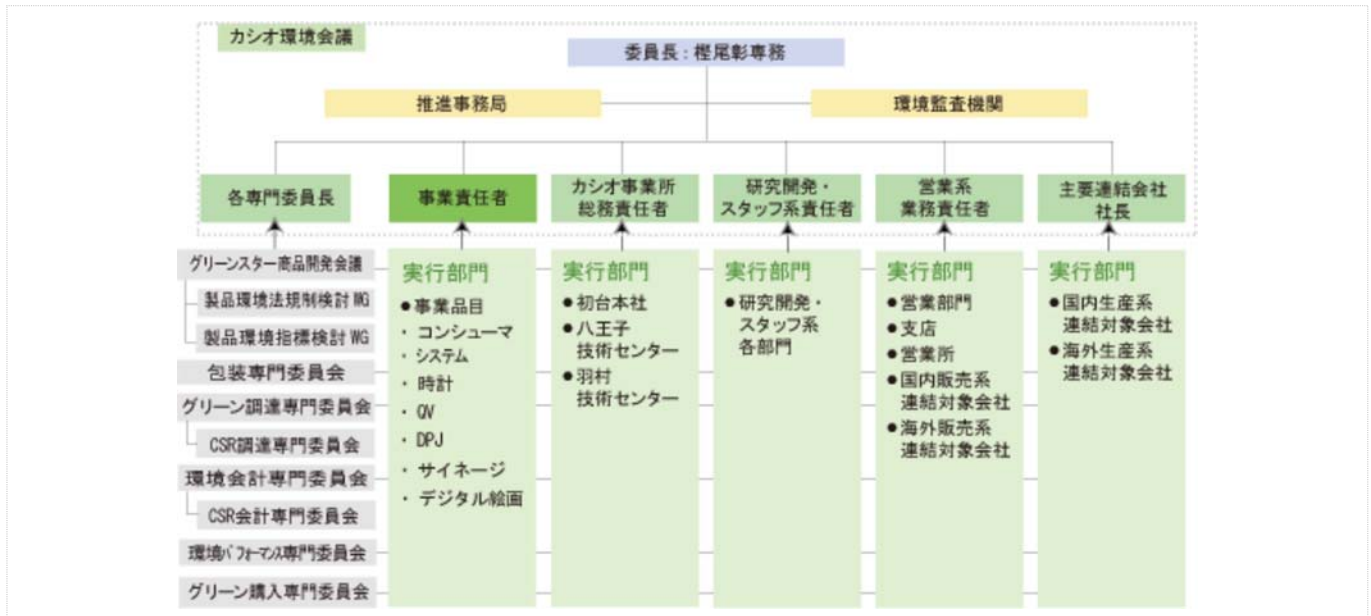 カシオ環境会議
委員長：樫尾彰専務
推進事務局
環境監査機関
各専門委員長
事業責任者
カシオ事業所
総務責任者
研究開発・
スタッフ系責任者
営業系
業務責任者
主要連結会社
社長
グリーンスター商品開発会議
製品環境法規制検討WG
製品環境指標検討WG
包装専門委員会
グリーン調達専門委員会
CSR調達専門委員会
環境会計専門委員会
CSR会計専門委員会
環境ﾊﾟﾌｫｰﾏﾝｽ専門委員会
グリーン購入専門委員会
実行部門
●事業品目
・コンシューマ
・システム
・時計
・QV
・DPJ
・サイネージ
・デジタル絵画
実行部門
●初台本社
●八王子
技術センター
●羽村
技術センター
実行部門
●研究開発・
スタッフ系
各部門
実行部門
●営業部門
●支店
●営業所
●国内販売系
連結対象会社
●海外販売系
連結対象会社
実行部門
●国内生産系
連結対象会社
●海外生産系
連結対象会社